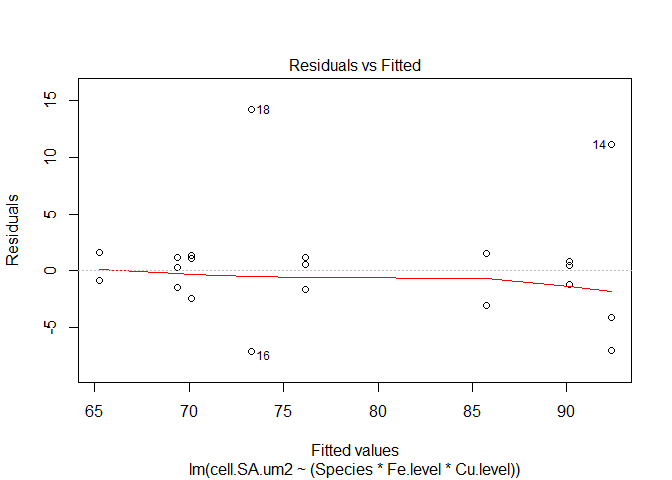 Residuals vs Fitted
15
10
5
0
-5
Residuals
18
14
16
65 70 75 80 85 90
Fitted values
lm(cell.SA.um2 ~ (Species * Fe.level * Cu.level))